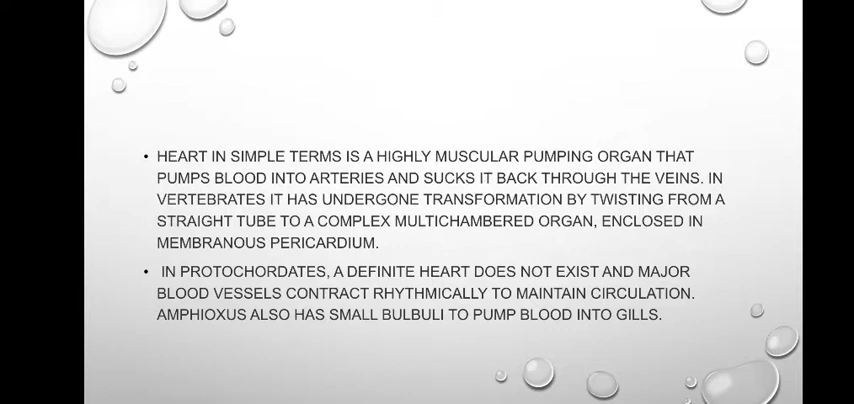 • HEART IN SIMPLE TERMS IS A HIGHLY MUSCULAR PUMPING ORGAN THAT
PUMPS BLOOD INTO ARTERIES AND SUCKS IT BACK THROUGH THE VEINS. IN
VERTEBRATES IT HAS UNDERGONE TRANSFORMATION BY TWISTING FROM A
STRAIGHT TUBE TO A COMPLEX MULTICHAMBERED ORGAN, ENCLOSED IN
MEMBRANOUS PERICARDIUM.
• IN PROTOCHORDATES, A DEFINITE HEART DOES NOT EXIST AND MAJOR
BLOOD VESSELS CONTRACT RHYTHMICALLY TO MAINTAIN CIRCULATION.
AMPHIOXUS ALSO HAS SMALL BULBULI TO PUMP BLOOD INTO GILLS.